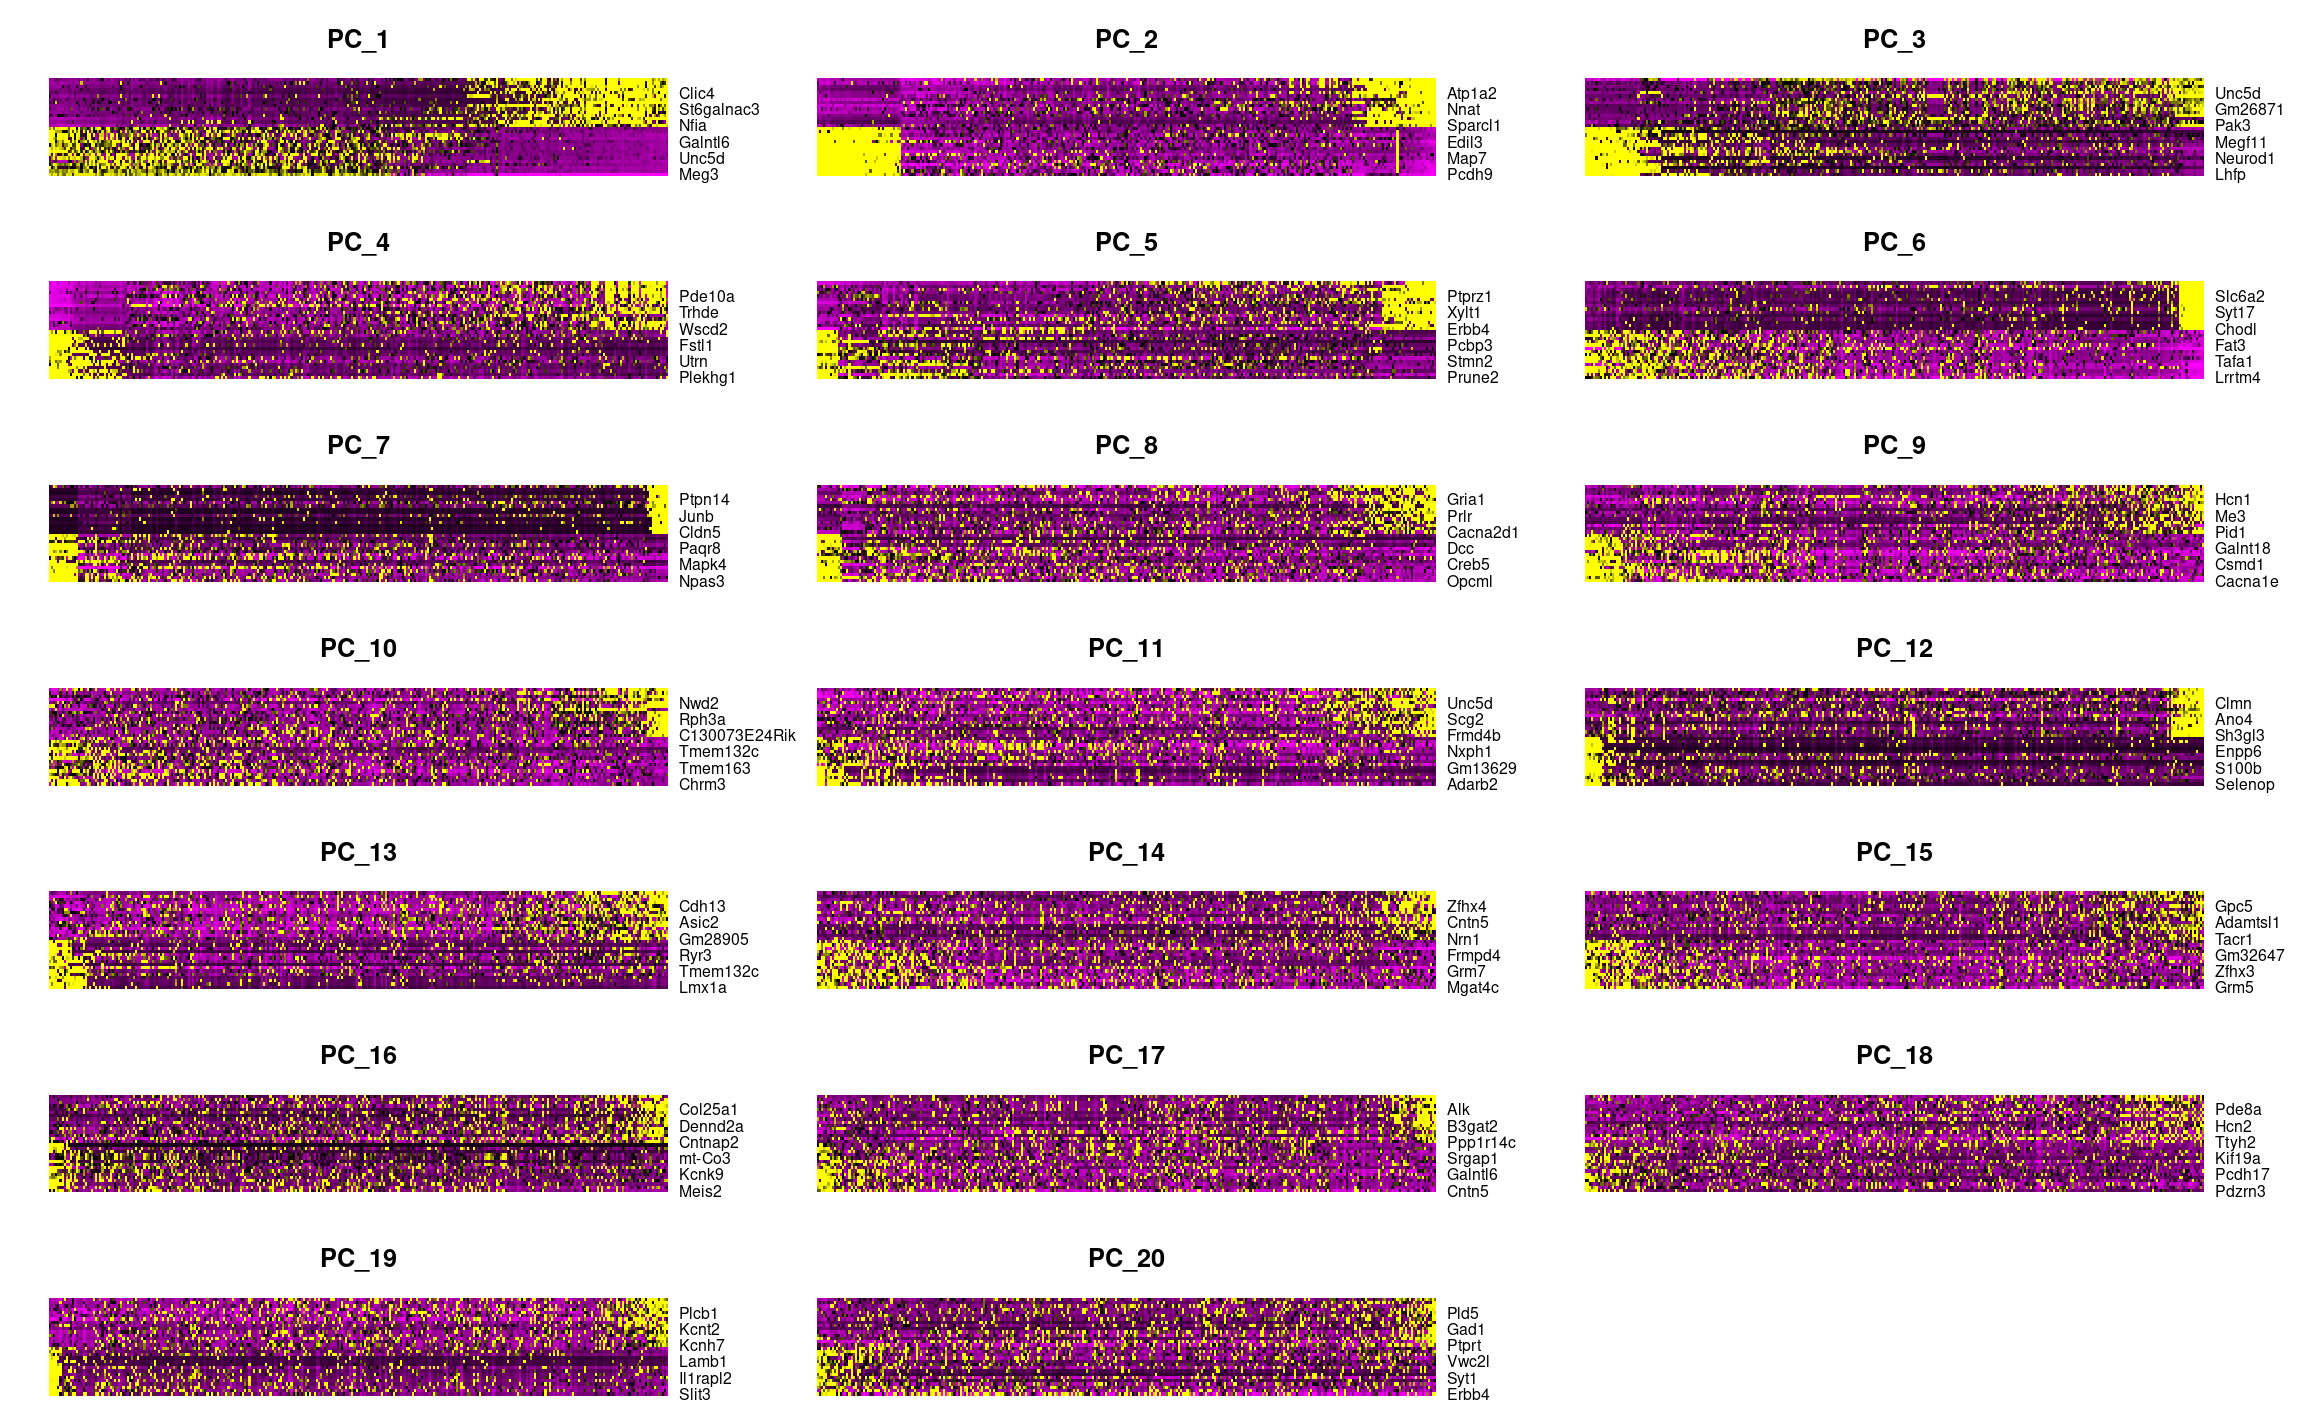 PC_1
Clic4
St6galnac3
Nfia
Galntl6
Unc5d
Meg3
PC_2
Atp1a2
Nnat
Sparcl1
Edil3
Map7
Pcdh9
PC_3
Unc5d
Gm26871
Pak3
Megf11
Neurod1
Lhfp
PC_4
Pde10a
Trhde
Wscd2
Fstl1
Utrn
Plekhg1
PC_5
Ptprz1
Xylt1
Erbb4
Pcbp3
Stmn2
Prune2
PC_6
Slc6a2
Syt17
Chodl
Fat3
Tafa1
Lrrtm4
PC_7
Ptpn14
Junb
Cldn5
Paqr8
Mapk4
Npas3
PC_8
Gria1
Prlr
Cacna2d1
Dcc
Creb5
Opcml
PC_9
Hcn1
Me3
Pid1
Galnt18
Csmd1
Cacna1e
PC_10
Nwd2
Rph3a
C130073E24Rik
Tmem132c
Tmem163
Chrm3
PC_11
Unc5d
Scg2
Frmd4b
Nxph1
Gm13629
Adarb2
PC_12
Clmn
Ano4
Sh3gl3
Enpp6
S100b
Selenop
PC_13
Cdh13
Asic2
Gm28905
Ryr3
Tmem132c
Lmx1a
PC_14
Zfhx4
Cntn5
Nrn1
Frmpd4
Grm7
Mgat4c
PC_15
Gpc5
Adamtsl1
Tacr1
Gm32647
Zfhx3
Grm5
PC_16
Col25a1
Dennd2a
Cntnap2
mt-Co3
Kcnk9
Meis2
PC_17
Alk
B3gat2
Ppp1r14c
Srgap1
Galntl6
Cntn5
PC_18
Pde8a
Hcn2
Ttyh2
Kif19a
Pcdh17
Pdzrn3
PC_19
Plcb1
Kcnt2
Kcnh7
Lamb1
Il1rapl2
Slit3
PC_20
Pld5
Gad1
Ptprt
Vwc2l
Syt1
Erbb4